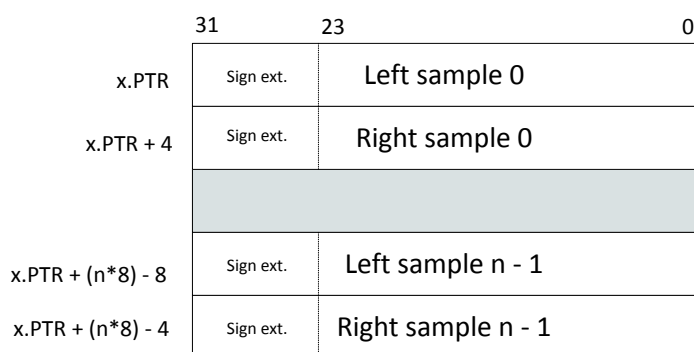 31 23 0
x.PTR Sign ext. Left sample 0
x.PTR + 4 Sign ext. Right sample 0
x.PTR + (n*8) - 8 Sign ext. Left sample n - 1
x.PTR + (n*8) - 4 Sign ext. Right sample n - 1